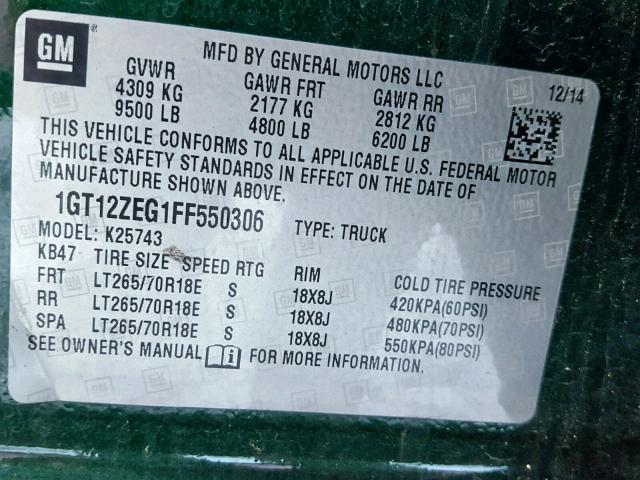 GM
MFD BY GENERAL MOTORS LLC
GVWR GAWR FRT GAWR RR 12/14
4309 KG 2177 KG 2812 KG
9500 LB 4800 LB 6200 LB
THIS VEHICLE CONFORMS TO ALL APPLICABLE U.S. FEDERAL MOTOR
VEHICLE SAFETY STANDARDS IN EFFECT ON THE DATE OF
MANUFACTURE SHOWN ABOVE.
1GT12ZEG1FF550306 TYPE: TRUCK
MODEL: K25743
KB47 TIRE SIZE SPEED RTG RIM COLD TIRE PRESSURE
FRT LT265/70R18E S 18X8J 420KPA(60PSI)
RR LT265/70R18E S 18X8J 480KPA(70PSI)
SPA LT265/70R18E S 18X8J 550KPA(80PSI)
SEE OWNER'S MANUAL FOR MORE INFORMATION.